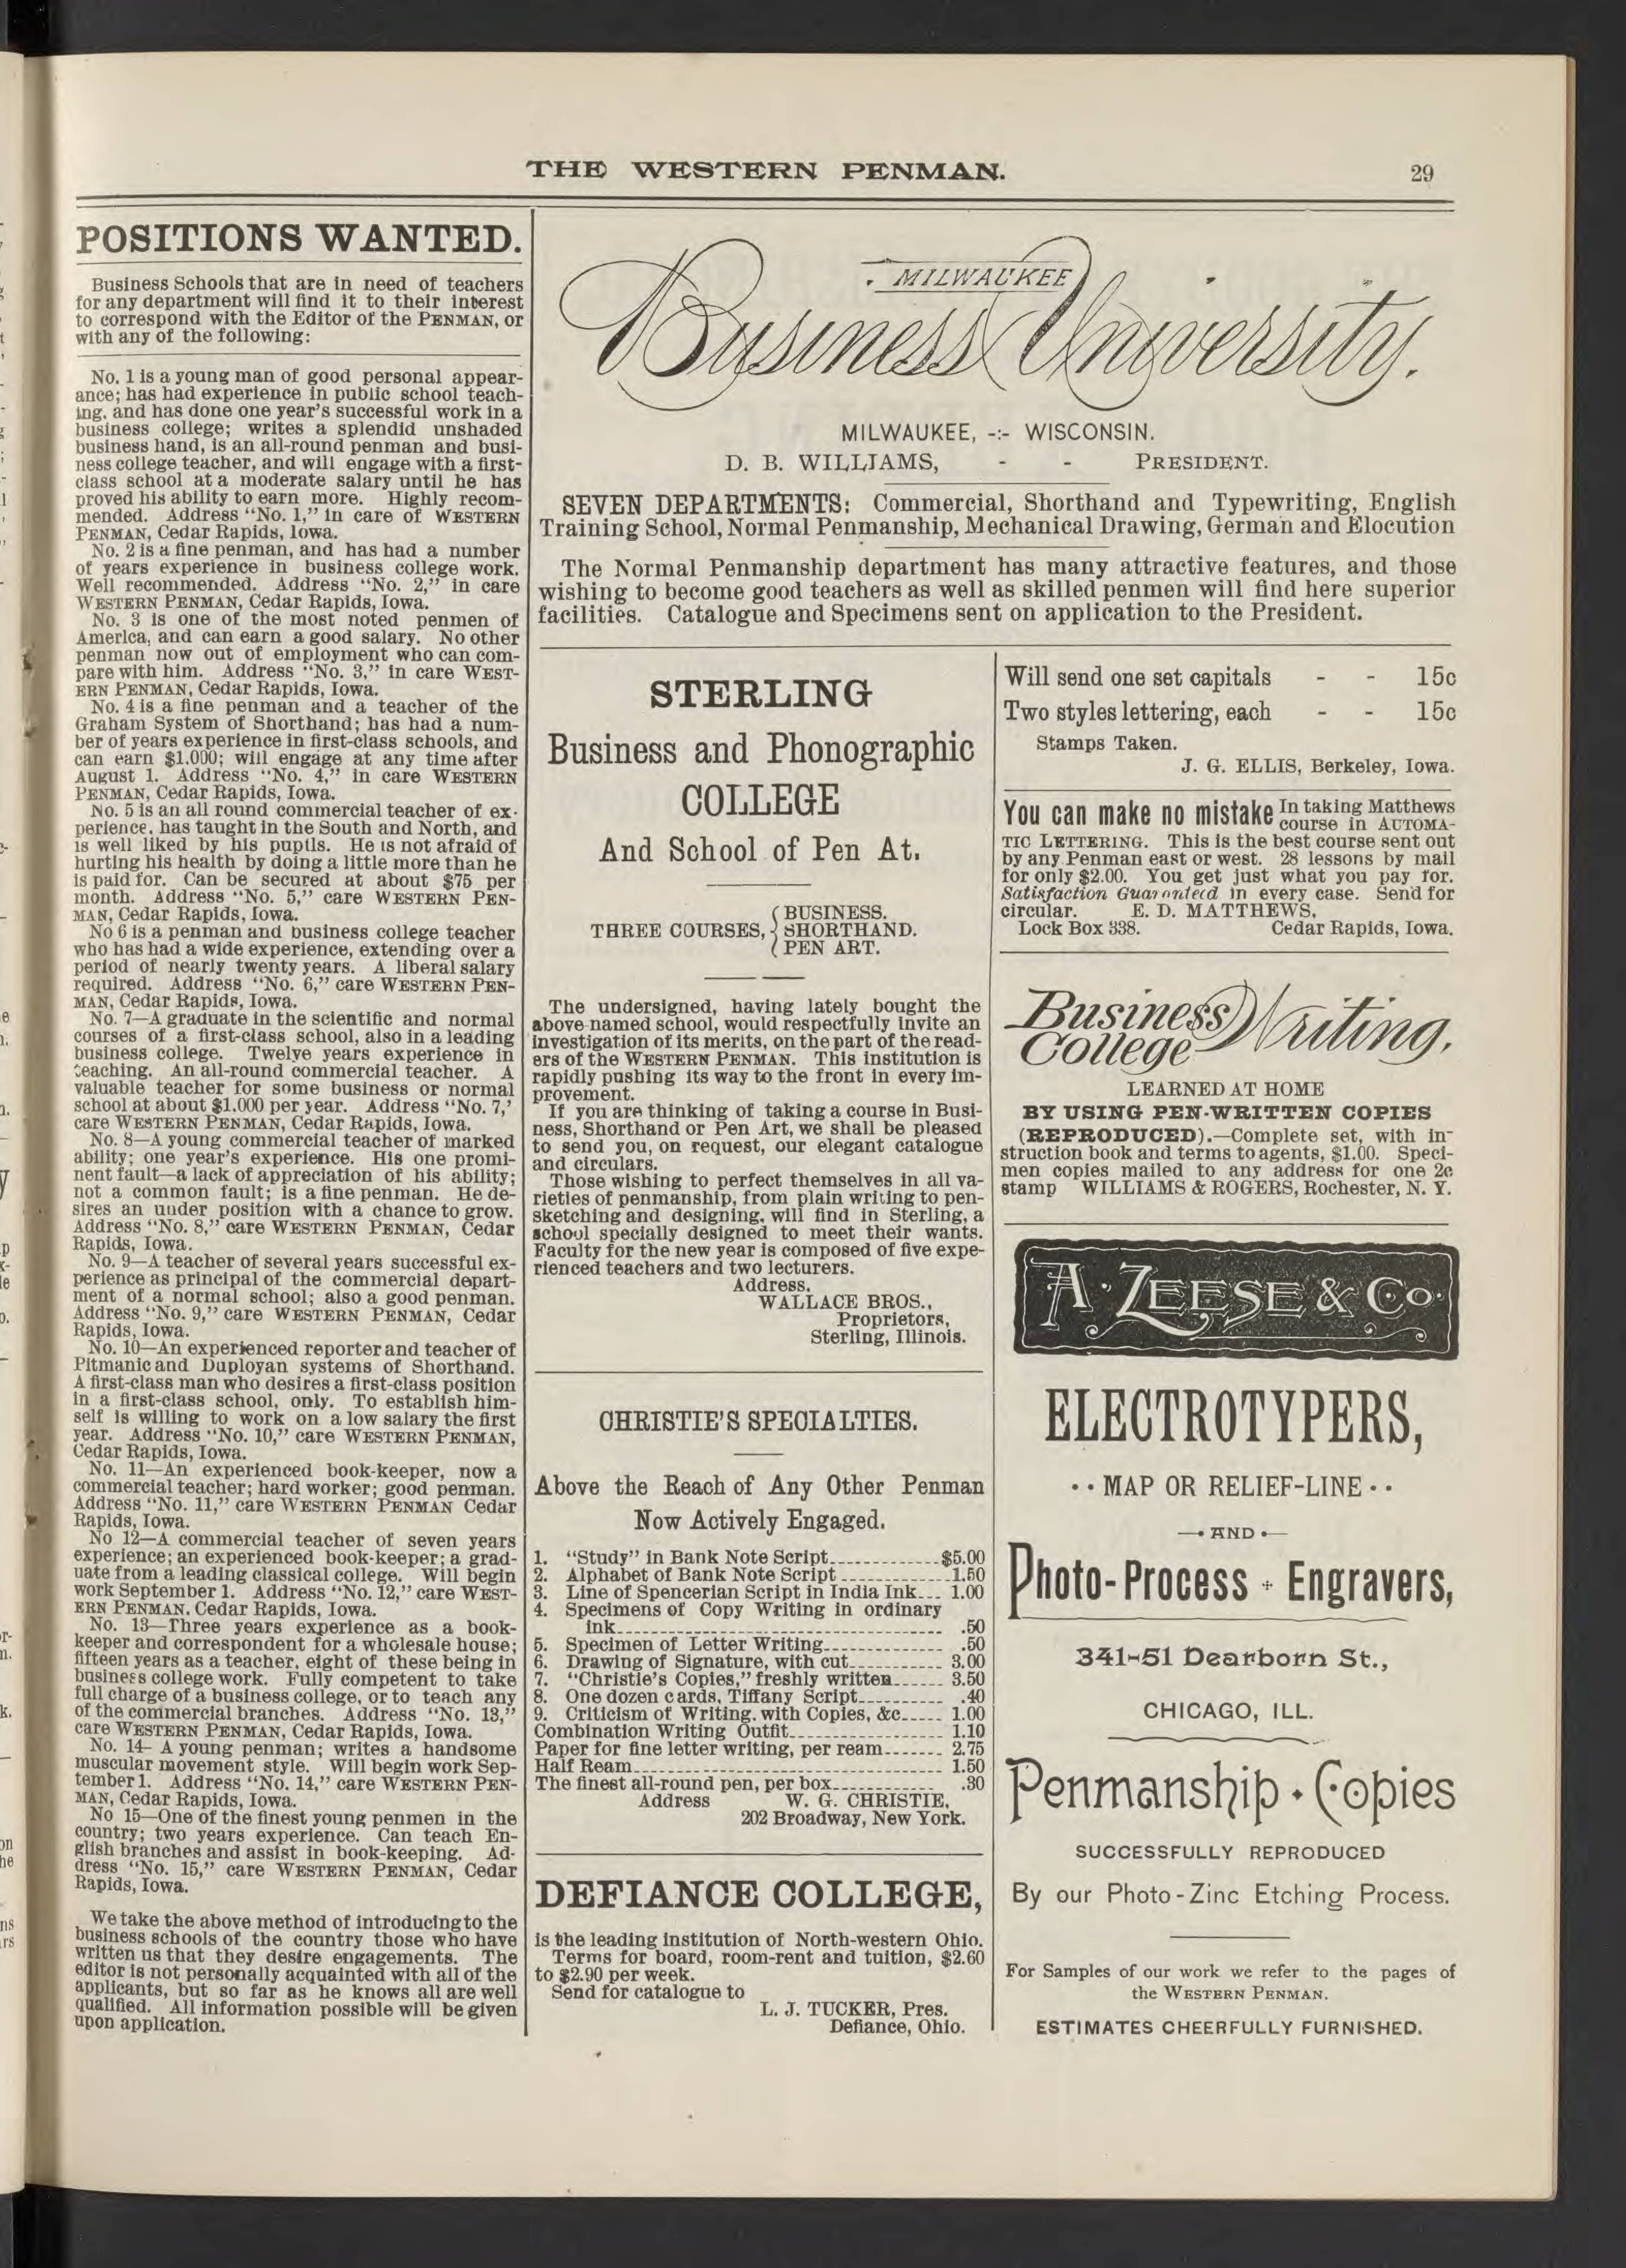 THE WESTERN PENMAN.
29
POSITIONS WANTED.
Business Schools that are in need of teachers
for any department will find it to their interest
to correspond with the Editor of the PENMAN, or
with any of the following:
No. 1 is a young man of good personal appear-
ance; has had experience in public school teach-
ing, and has done one year's successful work in a
business college; writes a splendid unshaded
business hand, is an all-round penman and busi-
ness college teacher, and will engage with a first-
class school at a moderate salary until he has
proved his ability to earn more. Highly recom-
mended. Address "No. 1," in care of WESTERN
PENMAN, Cedar Rapids, Iowa.
No. 2 is a fine penman, and has had a number
of years experience in business college work.
Well recommended. Address "No. 2," in care
WESTERN PENMAN, Cedar Rapids, Iowa.
No. 3 is one of the most noted penmen of
America, and can earn a good salary. No other
penman now out of employment who can com-
pare with him. Address "No. 3," in care WEST-
ERN PENMAN, Cedar Rapids, Iowa.
No. 4 is a fine penman and a teacher of the
Graham System of Shorthand; has had a num-
ber of years experience in first-class schools, and
can earn $1.000; will engage at any time after
August 1. Address "No. 4," in care WESTERN
PENMAN, Cedar Rapids, Iowa.
No. 5 is an all round commercial teacher of ex-
perience, has taught in the South and North, and
is well liked by his pupils. He is not afraid of
hurting his health by doing a little more than he
is paid for. Can be secured at about $75 per
month. Address "No. 5," care WESTERN PEN-
MAN, Cedar Rapids, Iowa.
No 6 is a penman and business college teacher
who has had a wide experience, extending over a
period of nearly twenty years. A liberal salary
required. Address "No. 6," care WESTERN PEN-
MAN, Cedar Rapids, Iowa.
No. 7—A graduate in the scientific and normal
courses of a first-class school, also in a leading
business college. Twelve years experience in
teaching. An all-round commercial teacher. A
valuable teacher for some business or normal
school at about $1.000 per year. Address "No. 7,'
care WESTERN PENMAN, Cedar Rapids, Iowa.
No. 8—A young commercial teacher of marked
ability; one year's experience. His one promi-
nent fault—a lack of appreciation of his ability;
not a common fault; is a fine penman. He de-
sires an under position with a chance to grow.
Address "No. 8," care WESTERN PENMAN, Cedar
Rapids, Iowa.
No. 9—A teacher of several years successful ex-
perience as principal of the commercial depart-
ment of a normal school; also a good penman.
Address "No. 9," care WESTERN PENMAN, Cedar
Rapids, Iowa.
No. 10—An experienced reporter and teacher of
Pitmanic and Duployan systems of Shorthand.
A first-class man who desires a first-class position
in a first-class school, only. To establish him-
self is willing to work on a low salary the first
year. Address "No. 10," care WESTERN PENMAN,
Cedar Rapids, Iowa.
No. 11—An experienced book-keeper, now a
commercial teacher; hard worker; good penman.
Address "No. 11," care WESTERN PENMAN Cedar
Rapids, Iowa.
No 12—A commercial teacher of seven years
experience; an experienced book-keeper; a grad-
uate from a leading classical college. Will begin
work September 1. Address "No. 12," care WEST-
ERN PENMAN. Cedar Rapids, Iowa.
No. 13—Three years experience as a book-
keeper and correspondent for a wholesale house;
fifteen years as a teacher, eight of these being in
business college work. Fully competent to take
full charge of a business college, or to teach any
of the commercial branches. Address "No. 13,"
care WESTERN PENMAN, Cedar Rapids, Iowa.
No. 14- A young penman; writes a handsome
muscular movement style. Will begin work Sep-
tember 1. Address "No. 14," care WESTERN PEN-
MAN, Cedar Rapids, Iowa.
No 15—One of the finest young penmen in the
country; two years experience. Can teach En-
glish branches and assist in book-keeping. Ad-
dress "No. 15," care WESTERN PENMAN, Cedar
Rapids, Iowa.
We take the above method of introducing to the
business schools of the country those who have
written us that they desire engagements. The
editor is not personally acquainted with all of the
applicants, but so far as he knows all are well
qualified. All information possible will be given
upon application.
MILWAUKEE
Business University.
MILWAUKEE, -:- WISCONSIN.
D. B. WILLIAMS, - - PRESIDENT.
SEVEN DEPARTMENTS: Commercial, Shorthand and Typewriting, English
Training School, Normal Penmanship, Mechanical Drawing, German and Elocution
The Normal Penmanship department has many attractive features, and those
wishing to become good teachers as well as skilled penmen will find here superior
facilities. Catalogue and Specimens sent on application to the President.
STERLING
Business and Phonographic
COLLEGE
And School of Pen At.
THREE COURSES, { BUSINESS.
SHORTHAND.
PEN ART.
The undersigned, having lately bought the
above-named school, would respectfully invite an
investigation of its merits, on the part of the read-
ers of the WESTERN PENMAN. This institution is
rapidly pushing its way to the front in every im-
provement.
If you are thinking of taking a course in Busi-
ness, Shorthand or Pen Art, we shall be pleased
to send you, on request, our elegant catalogue
and circulars.
Those wishing to perfect themselves in all va-
rieties of penmanship, from plain writing to pen-
sketching and designing, will find in Sterling, a
school specially designed to meet their wants.
Faculty for the new year is composed of five expe-
rienced teachers and two lecturers.
Address,
WALLACE BROS.,
Proprietors,
Sterling, Illinois.
CHRISTIE'S SPECIALTIES.
Above the Reach of Any Other Penman
Now Actively Engaged.
1. "Study" in Bank Note Script $5.00
2. Alphabet of Bank Note Script 1.50
3. Line of Spencerian Script in India Ink 1.00
4. Specimens of Copy Writing in ordinary
ink .50
5. Specimen of Letter Writing .50
6. Drawing of Signature, with cut 3.00
7. "Christie's Copies," freshly written 3.50
8. One dozen cards, Tiffany Script .40
9. Criticism of Writing, with Copies, &c 1.00
Combination Writing Outfit 1.10
Paper for fine letter writing, per ream 2.75
Half Ream 1.50
The finest all-round pen, per box .30
Address W. G. CHRISTIE,
202 Broadway, New York.
DEFIANCE COLLEGE,
is the leading institution of North-western Ohio.
Terms for board, room-rent and tuition, $2.60
to $2.90 per week.
Send for catalogue to
L. J. TUCKER, Pres.
Defiance, Ohio.
Will send one set capitals - - 15c
Two styles lettering, each - - 15c
Stamps Taken.
J. G. ELLIS, Berkeley, Iowa.
You can make no mistake In taking Matthews
course in AUTOMA-
TIC LETTERING. This is the best course sent out
by any Penman east or west. 28 lessons by mail
for only $2.00. You get just what you pay for.
Satisfaction Guaranteed in every case. Send for
circular. E. D. MATTHEWS,
Lock Box 338. Cedar Rapids, Iowa.
Business
College Writing.
LEARNED AT HOME
BY USING PEN-WRITTEN COPIES
(REPRODUCED).—Complete set, with in-
struction book and terms to agents, $1.00. Speci-
men copies mailed to any address for one 2c
stamp WILLIAMS & ROGERS, Rochester, N. Y.
A. ZEESE & Co.
ELECTROTYPERS,
MAP OR RELIEF-LINE
AND
Photo-Process + Engravers,
341-51 Dearborn St.,
CHICAGO, ILL.
Penmanship Copies
SUCCESSFULLY REPRODUCED
By our Photo-Zinc Etching Process.
For Samples of our work we refer to the pages of
the WESTERN PENMAN.
ESTIMATES CHEERFULLY FURNISHED.